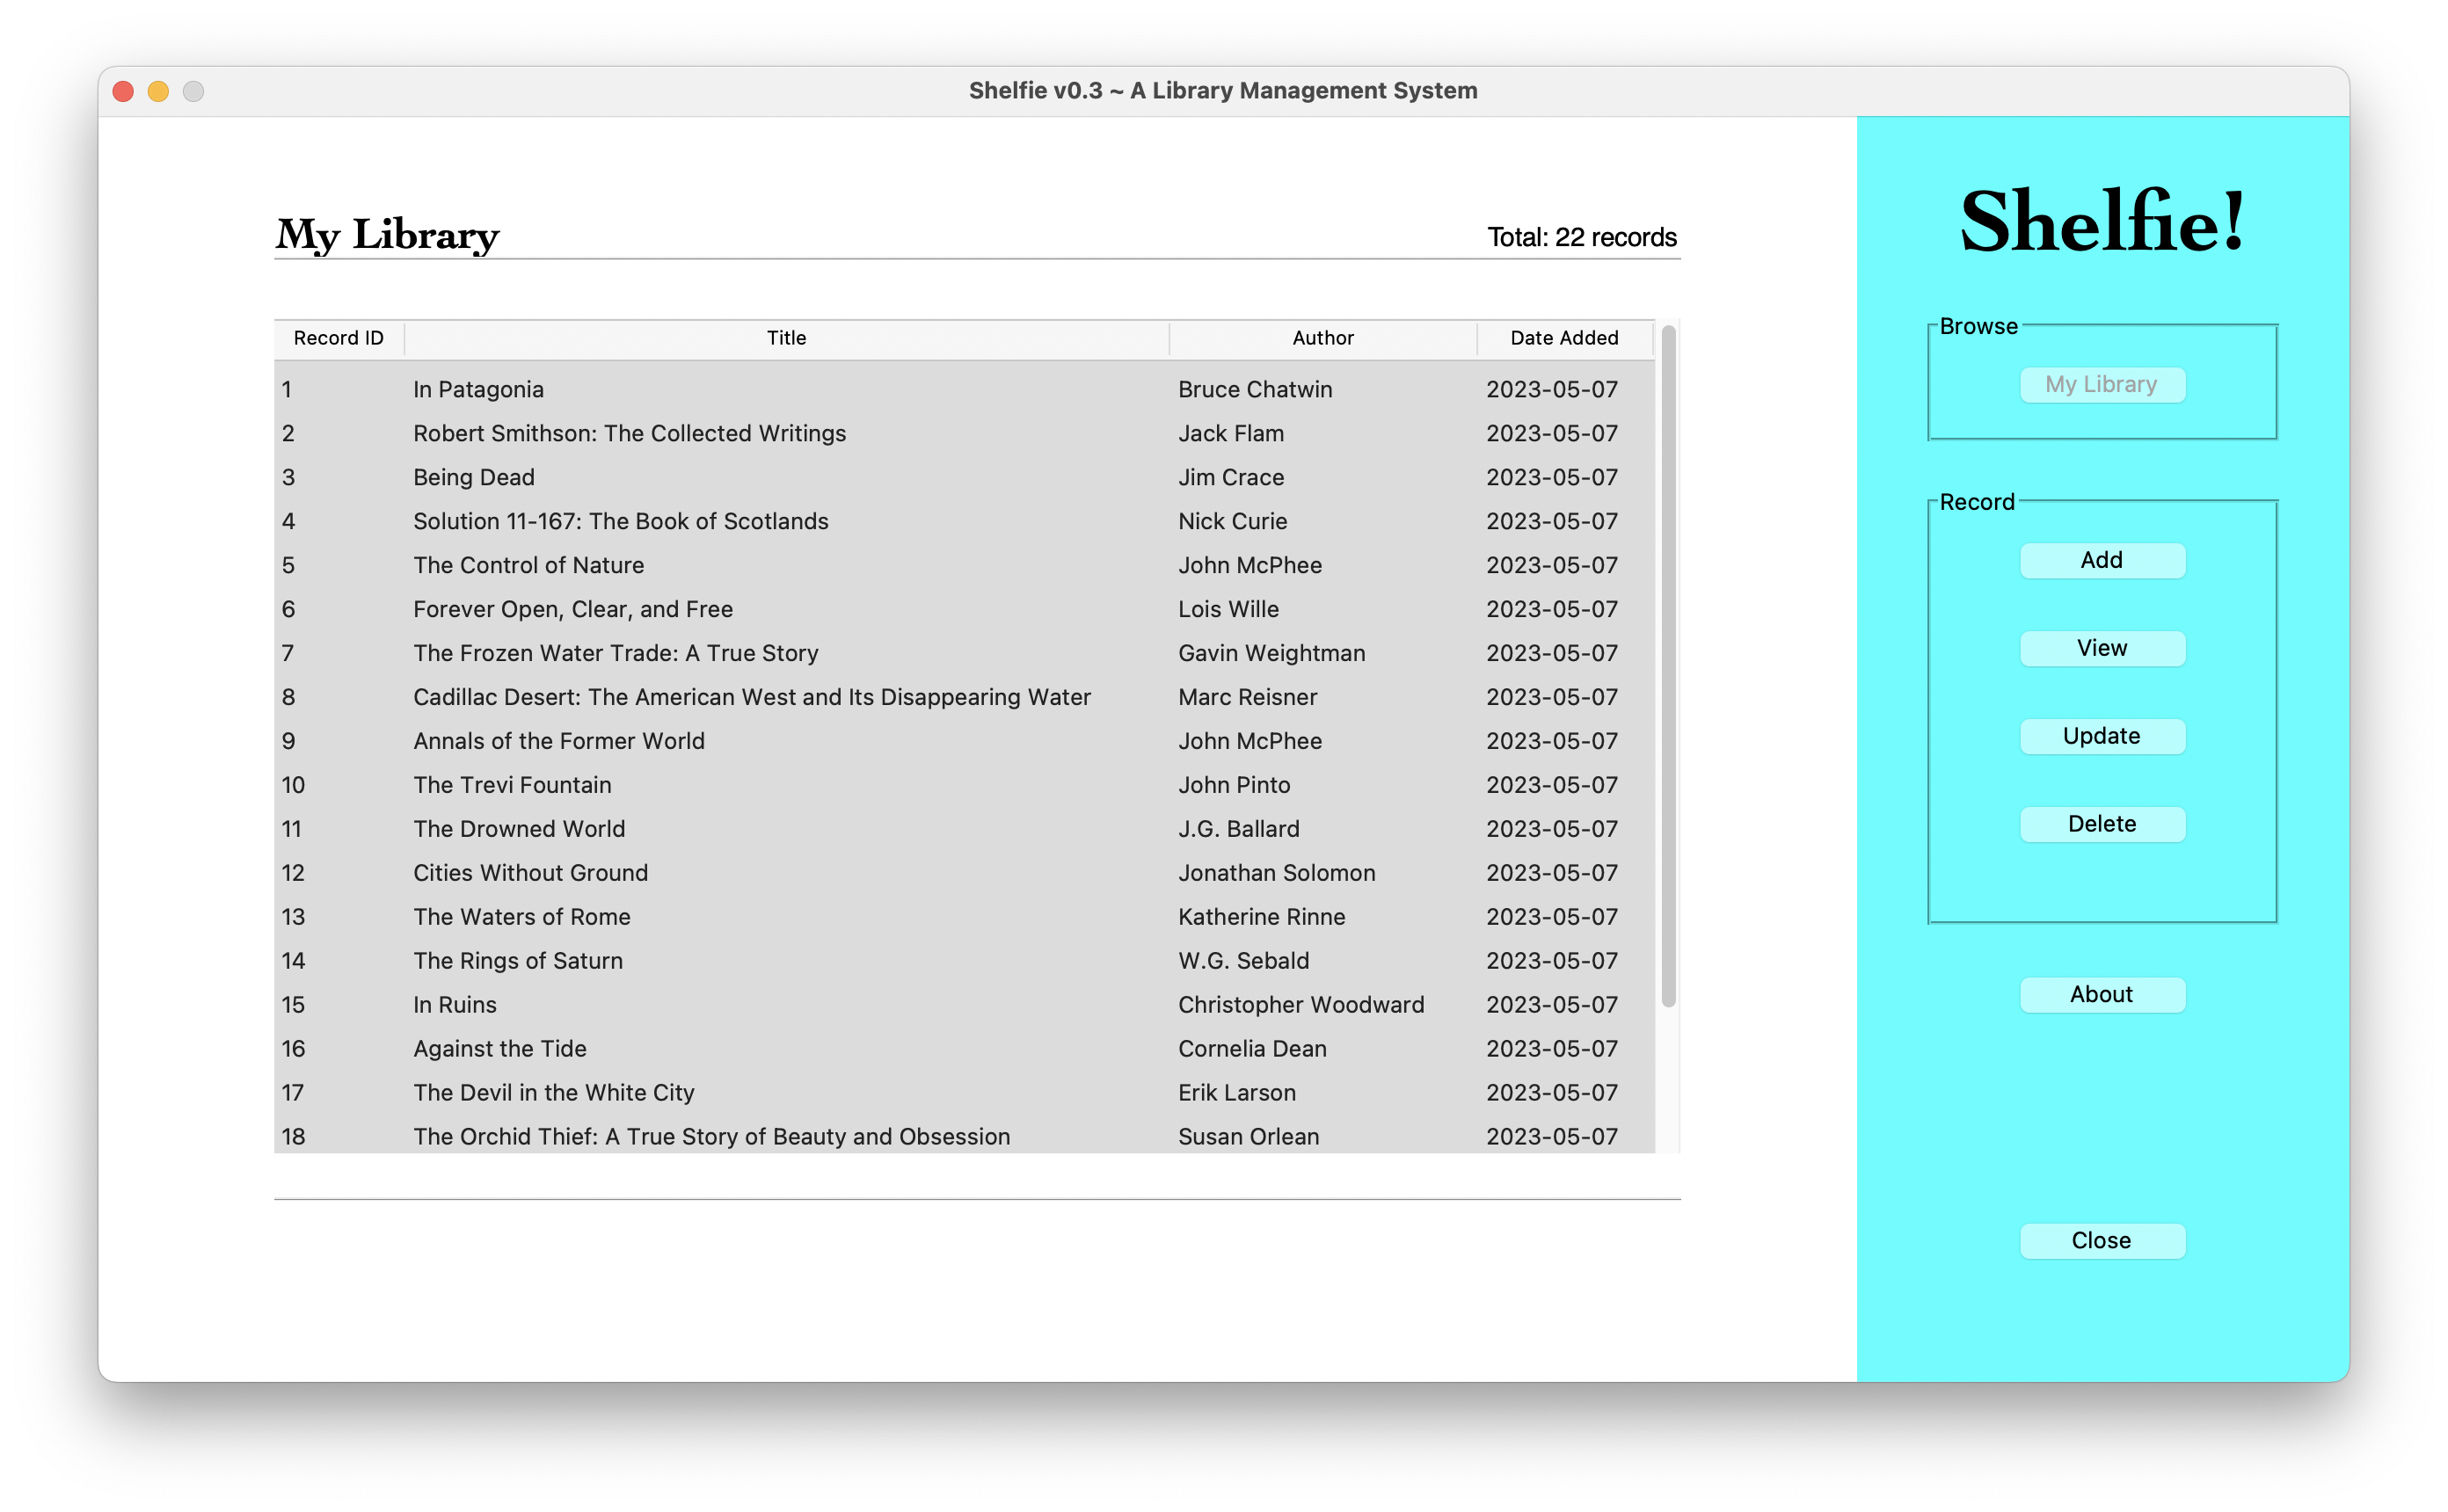 Shelfie v0.3 ~ A Library Management System
My Library
Total: 22 records
Record ID Title Author Date Added
1 In Patagonia Bruce Chatwin 2023-05-07
2 Robert Smithson: The Collected Writings Jack Flam 2023-05-07
3 Being Dead Jim Crace 2023-05-07
4 Solution 11-167: The Book of Scotlands Nick Curie 2023-05-07
5 The Control of Nature John McPhee 2023-05-07
6 Forever Open, Clear, and Free Lois Wille 2023-05-07
7 The Frozen Water Trade: A True Story Gavin Weightman 2023-05-07
8 Cadillac Desert: The American West and Its Disappearing Water Marc Reisner 2023-05-07
9 Annals of the Former World John McPhee 2023-05-07
10 The Trevi Fountain John Pinto 2023-05-07
11 The Drowned World J.G. Ballard 2023-05-07
12 Cities Without Ground Jonathan Solomon 2023-05-07
13 The Waters of Rome Katherine Rinne 2023-05-07
14 The Rings of Saturn W.G. Sebald 2023-05-07
15 In Ruins Christopher Woodward 2023-05-07
16 Against the Tide Cornelia Dean 2023-05-07
17 The Devil in the White City Erik Larson 2023-05-07
18 The Orchid Thief: A True Story of Beauty and Obsession Susan Orlean 2023-05-07
Shelfie!
Browse
My Library
Record
Add
View
Update
Delete
About
Close